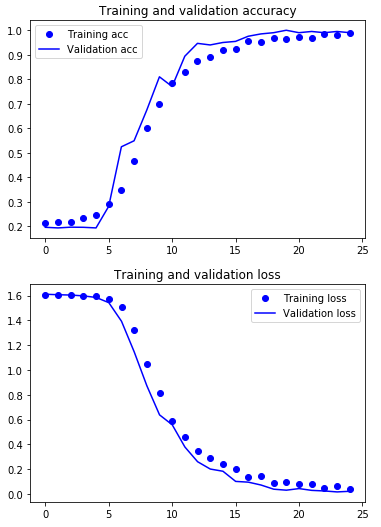 Training and validation accuracy
1.0
0.9
0.8
0.7
0.6
0.5
0.4
0.3
0.2
Training acc
Validation acc
0 5 10 15 20 25
Training and validation loss
1.6
1.4
1.2
1.0
0.8
0.6
0.4
0.2
0.0
Training loss
Validation loss
0 5 10 15 20 25